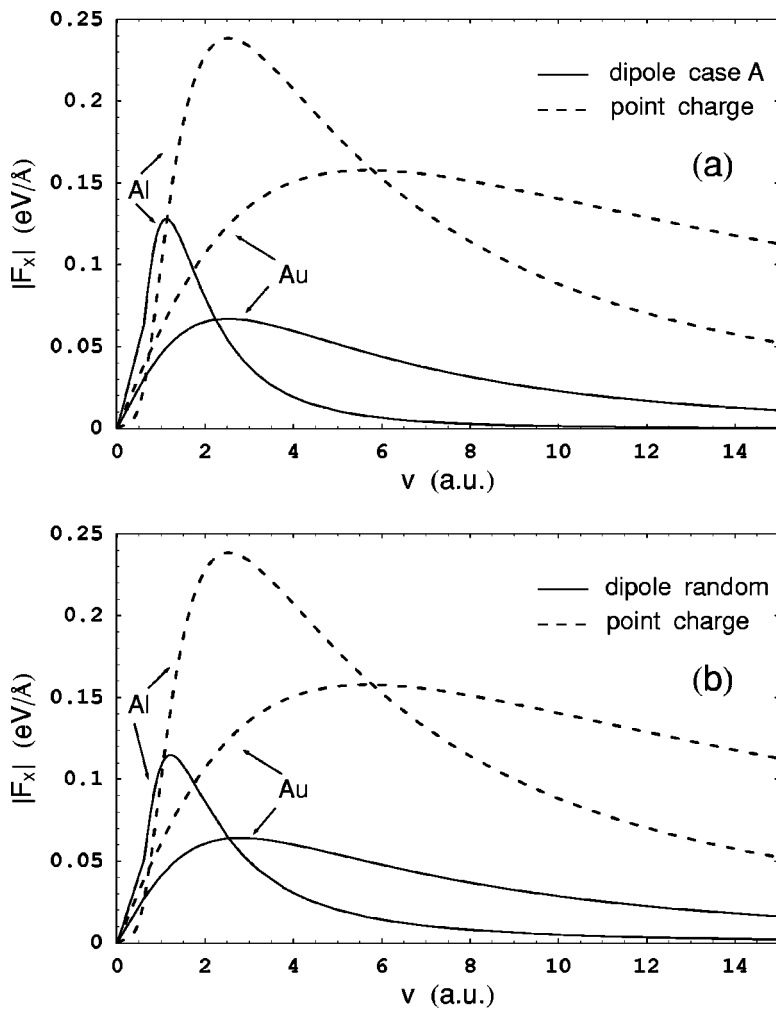 0.25
dipole case A
point charge
0.2
(a)
0.15
Al
|Fx| (eV/Å)
0.1
Au
0.05
0
0 2 4 6 8 10 12 14
v (a.u.)
0.25
dipole random
point charge
0.2
(b)
0.15
Al
|Fx| (eV/Å)
0.1
Au
0.05
0
0 2 4 6 8 10 12 14
v (a.u.)